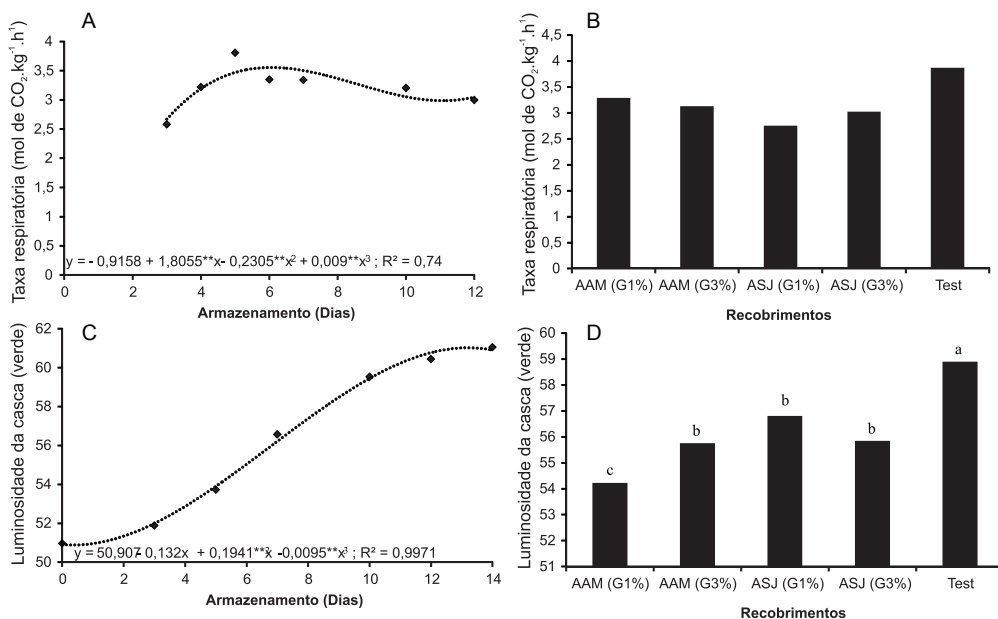 A
Taxa respiratória (mol de CO₂.kg⁻¹.h¹)
4
3,5
3
2,5
2
1,5
1
0,5
0
y = - 0,9158 + 1,8055**x- 0,2305**x² + 0,009**x³ ; R² = 0,74
0 2 4 6 8 10 12
Armazenamento (Dias)
B
Taxa respiratória (mol de CO₂.kg⁻¹.h¹)
4,5
4
3,5
3
2,5
2
1,5
1
0,5
0
AAM (G1%) AAM (G3%) ASJ (G1%) ASJ (G3%) Test
Recobrimentos
C
Luminosidade da casca (verde)
62
60
58
56
54
52
50
y = 50,907- 0,132x + 0,1941**x² -0,0095**x³ ; R² = 0,9971
0 2 4 6 8 10 12 14
Armazenamento (Dias)
D
Luminosidade da casca (verde)
60
59
58
57
56
55
54
53
52
51
c b b b a
AAM (G1%) AAM (G3%) ASJ (G1%) ASJ (G3%) Test
Recobrimentos